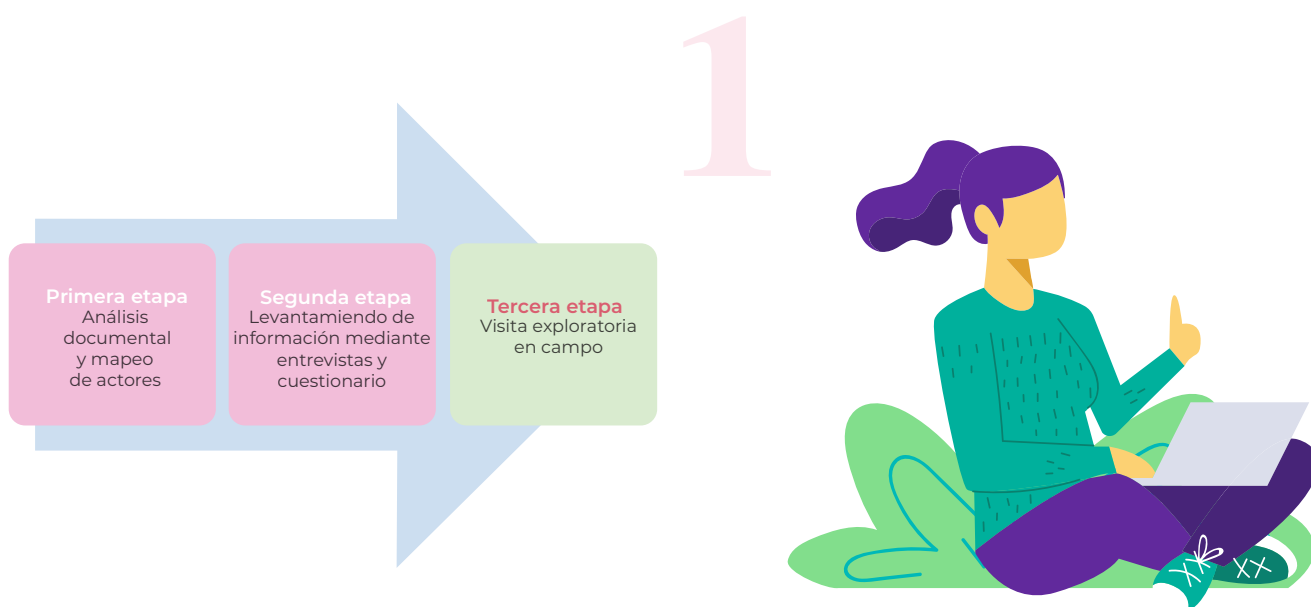 1
Primera etapa
Análisis
documental
y mapeo
de actores
Segunda etapa
Levantamiendo de
información mediante
entrevistas y
cuestionario
Tercera etapa
Visita exploratoria
en campo